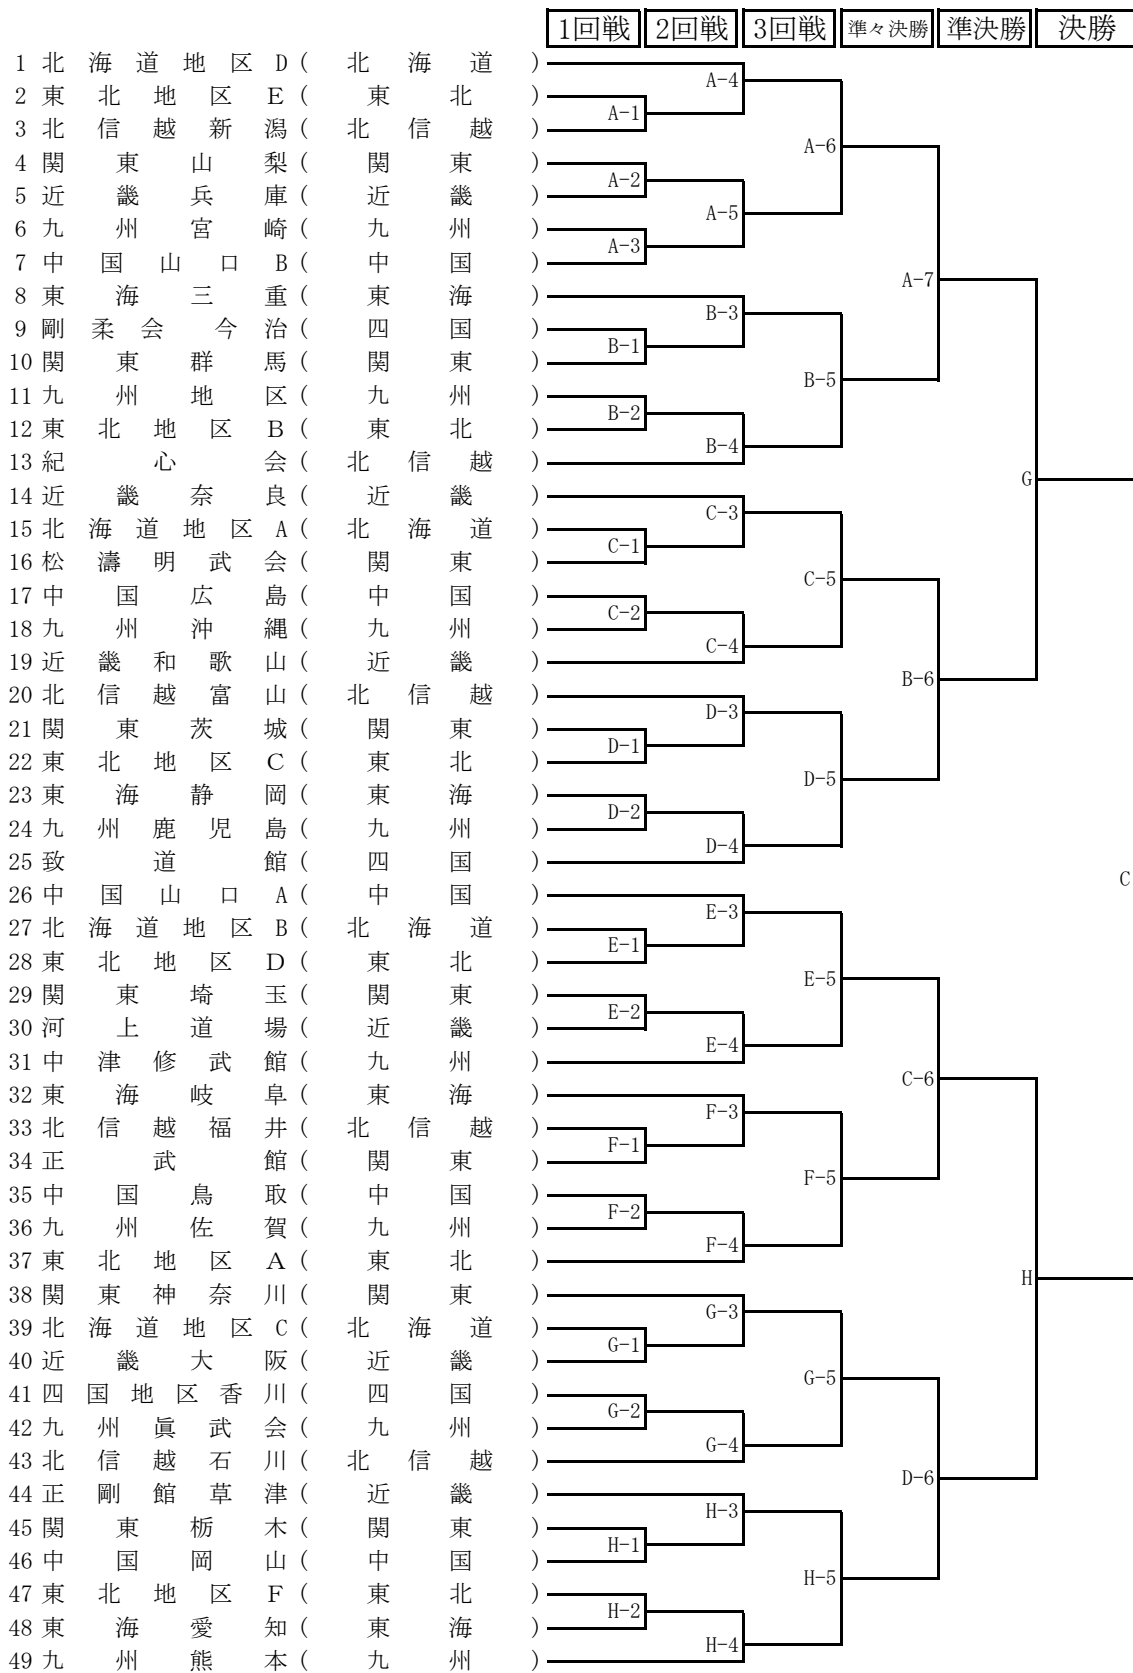 1回戦 2回戦 3回戦 準々決勝 準決勝 決勝
1 北海道地区D(北海道)
A-4
2 東北地区E(東北)
A-1
3 北信越新潟(北信越)
A-6
4 関東山梨(関東)
A-2
5 近畿兵庫(近畿)
A-5
6 九州宮崎(九州)
A-3
7 中国山口B(中国)
A-7
8 東海三重(東海)
B-3
9 剛柔会今治(四国)
B-1
10 関東群馬(関東)
B-5
11 九州地区(九州)
B-2
12 東北地区B(東北)
B-4
13 紀心会(北信越)
G
14 近畿奈良(近畿)
C-3
15 北海道地区A(北海道)
C-1
16 松濤明武会(関東)
C-5
17 中国広島(中国)
C-2
18 九州沖縄(九州)
C-4
19 近畿和歌山(近畿)
B-6
20 北信越富山(北信越)
D-3
21 関東茨城(関東)
D-1
22 東北地区C(東北)
D-5
23 東海静岡(東海)
D-2
24 九州鹿児島(九州)
D-4
25 致道館(四国)
C
26 中国山口A(中国)
E-3
27 北海道地区B(北海道)
E-1
28 東北地区D(東北)
E-5
29 関東埼玉(関東)
E-2
30 河上道場(近畿)
E-4
31 中津修武館(九州)
C-6
32 東海岐阜(東海)
F-3
33 北信越福井(北信越)
F-1
34 正武館(関東)
F-5
35 中国鳥取(中国)
F-2
36 九州佐賀(九州)
F-4
37 東北地区A(東北)
H
38 関東神奈川(関東)
G-3
39 北海道地区C(北海道)
G-1
40 近畿大阪(近畿)
G-5
41 四国地区香川(四国)
G-2
42 九州眞武会(九州)
G-4
43 北信越石川(北信越)
D-6
44 正剛館草津(近畿)
H-3
45 関東栃木(関東)
H-1
46 中国岡山(中国)
H-5
47 東北地区F(東北)
H-2
48 東海愛知(東海)
H-4
49 九州熊本(九州)